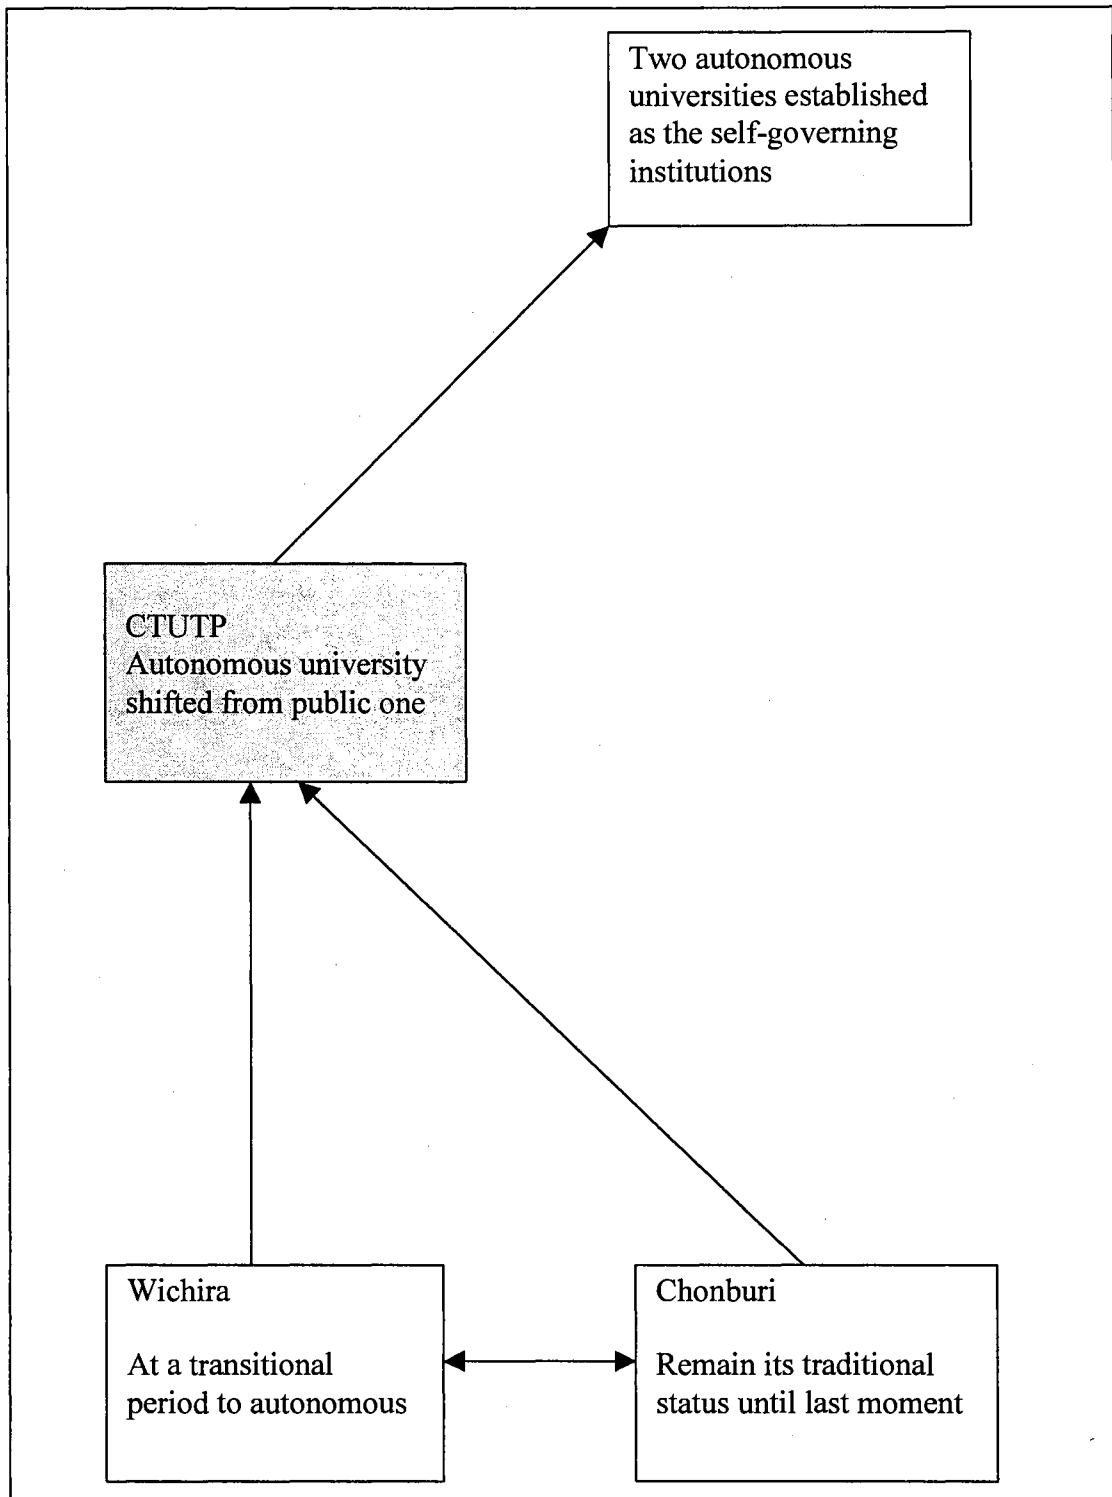 Two autonomous
universities established
as the self-governing
institutions
CTUTP
Autonomous university
shifted from public one
Wichira
At a transitional
period to autonomous
Chonburi
Remain its traditional
status until last moment